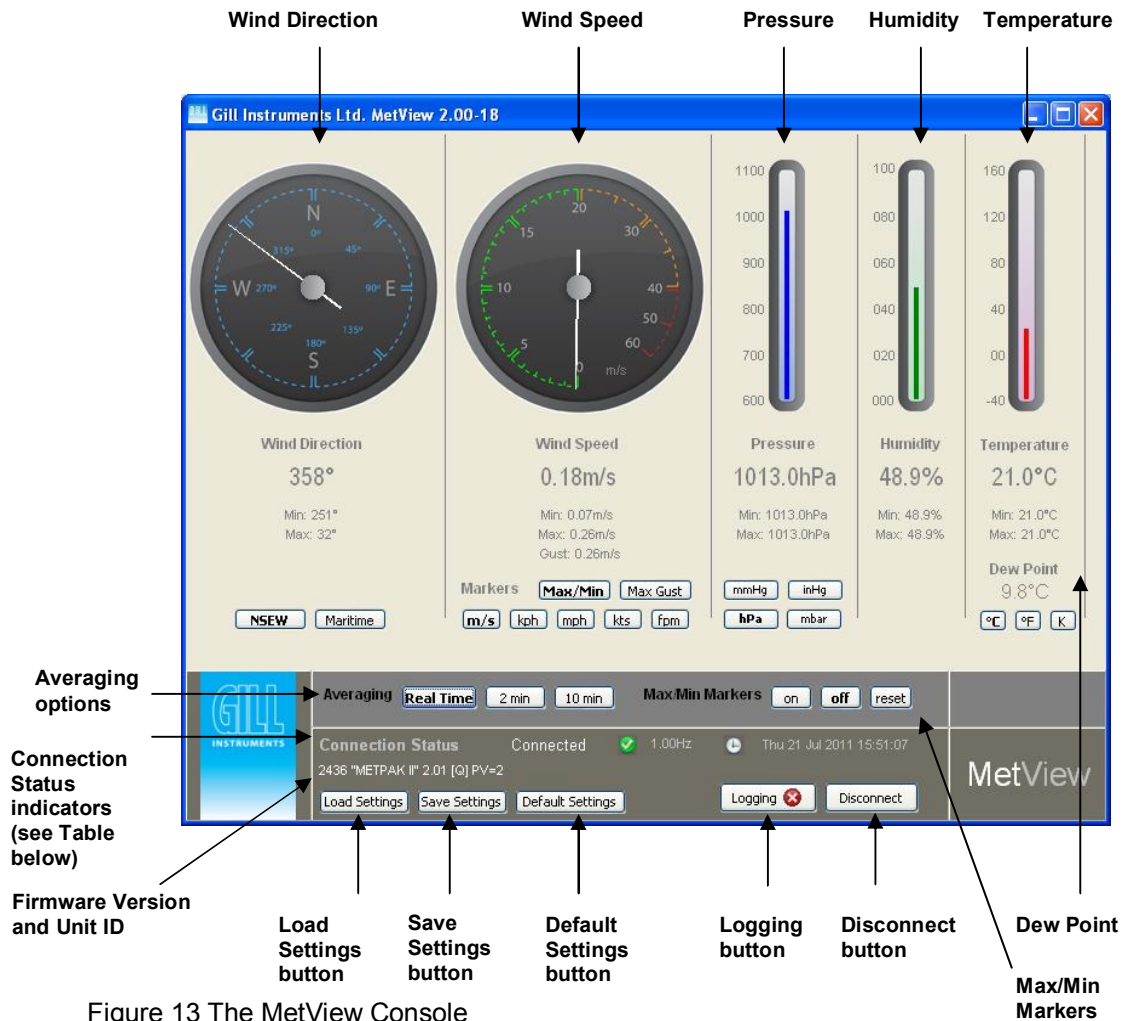 Wind Direction
Wind Speed
Pressure
Humidity
Temperature
GILL
Gill Instruments Ltd. MetView 2.00-18
N
0°
45°
90°
E
135°
180°
S
225°
270°
W
315°
0
5
10
15
20
30
40
50
60
m/s
1100
1000
900
800
700
600
100
080
060
040
020
000
160
120
80
40
00
-40
Wind Direction
358°
Min: 251°
Max: 32°
NSEW Maritime
Wind Speed
0.18m/s
Min: 0.07m/s
Max: 0.26m/s
Gust: 0.26m/s
Markers Max/Min Max Gust
m/s kph mph kts fpm
Pressure
1013.0hPa
Min: 1013.0hPa
Max: 1013.0hPa
mmHg inHg
hPa mbar
Humidity
48.9%
Min: 48.9%
Max: 48.9%
Temperature
21.0°C
Min: 21.0°C
Max: 21.0°C
Dew Point
9.8°C
°C °F K
Averaging
options
GILL
INSTRUMENTS
Averaging Real Time 2 min 10 min Max/Min Markers on off reset
Connection Status Connected 1.00Hz Thu 21 Jul 2011 15:51:07
2436 "METPAK II" 2.01 [Q] PV=2
Load Settings Save Settings Default Settings Logging Disconnect
MetView
Connection
Status
indicators
(see Table
below)
Firmware Version
and Unit ID
Load
Settings
button
Save
Settings
button
Default
Settings
button
Logging
button
Disconnect
button
Dew Point
Max/Min
Markers
Figure 13 The MetView Console